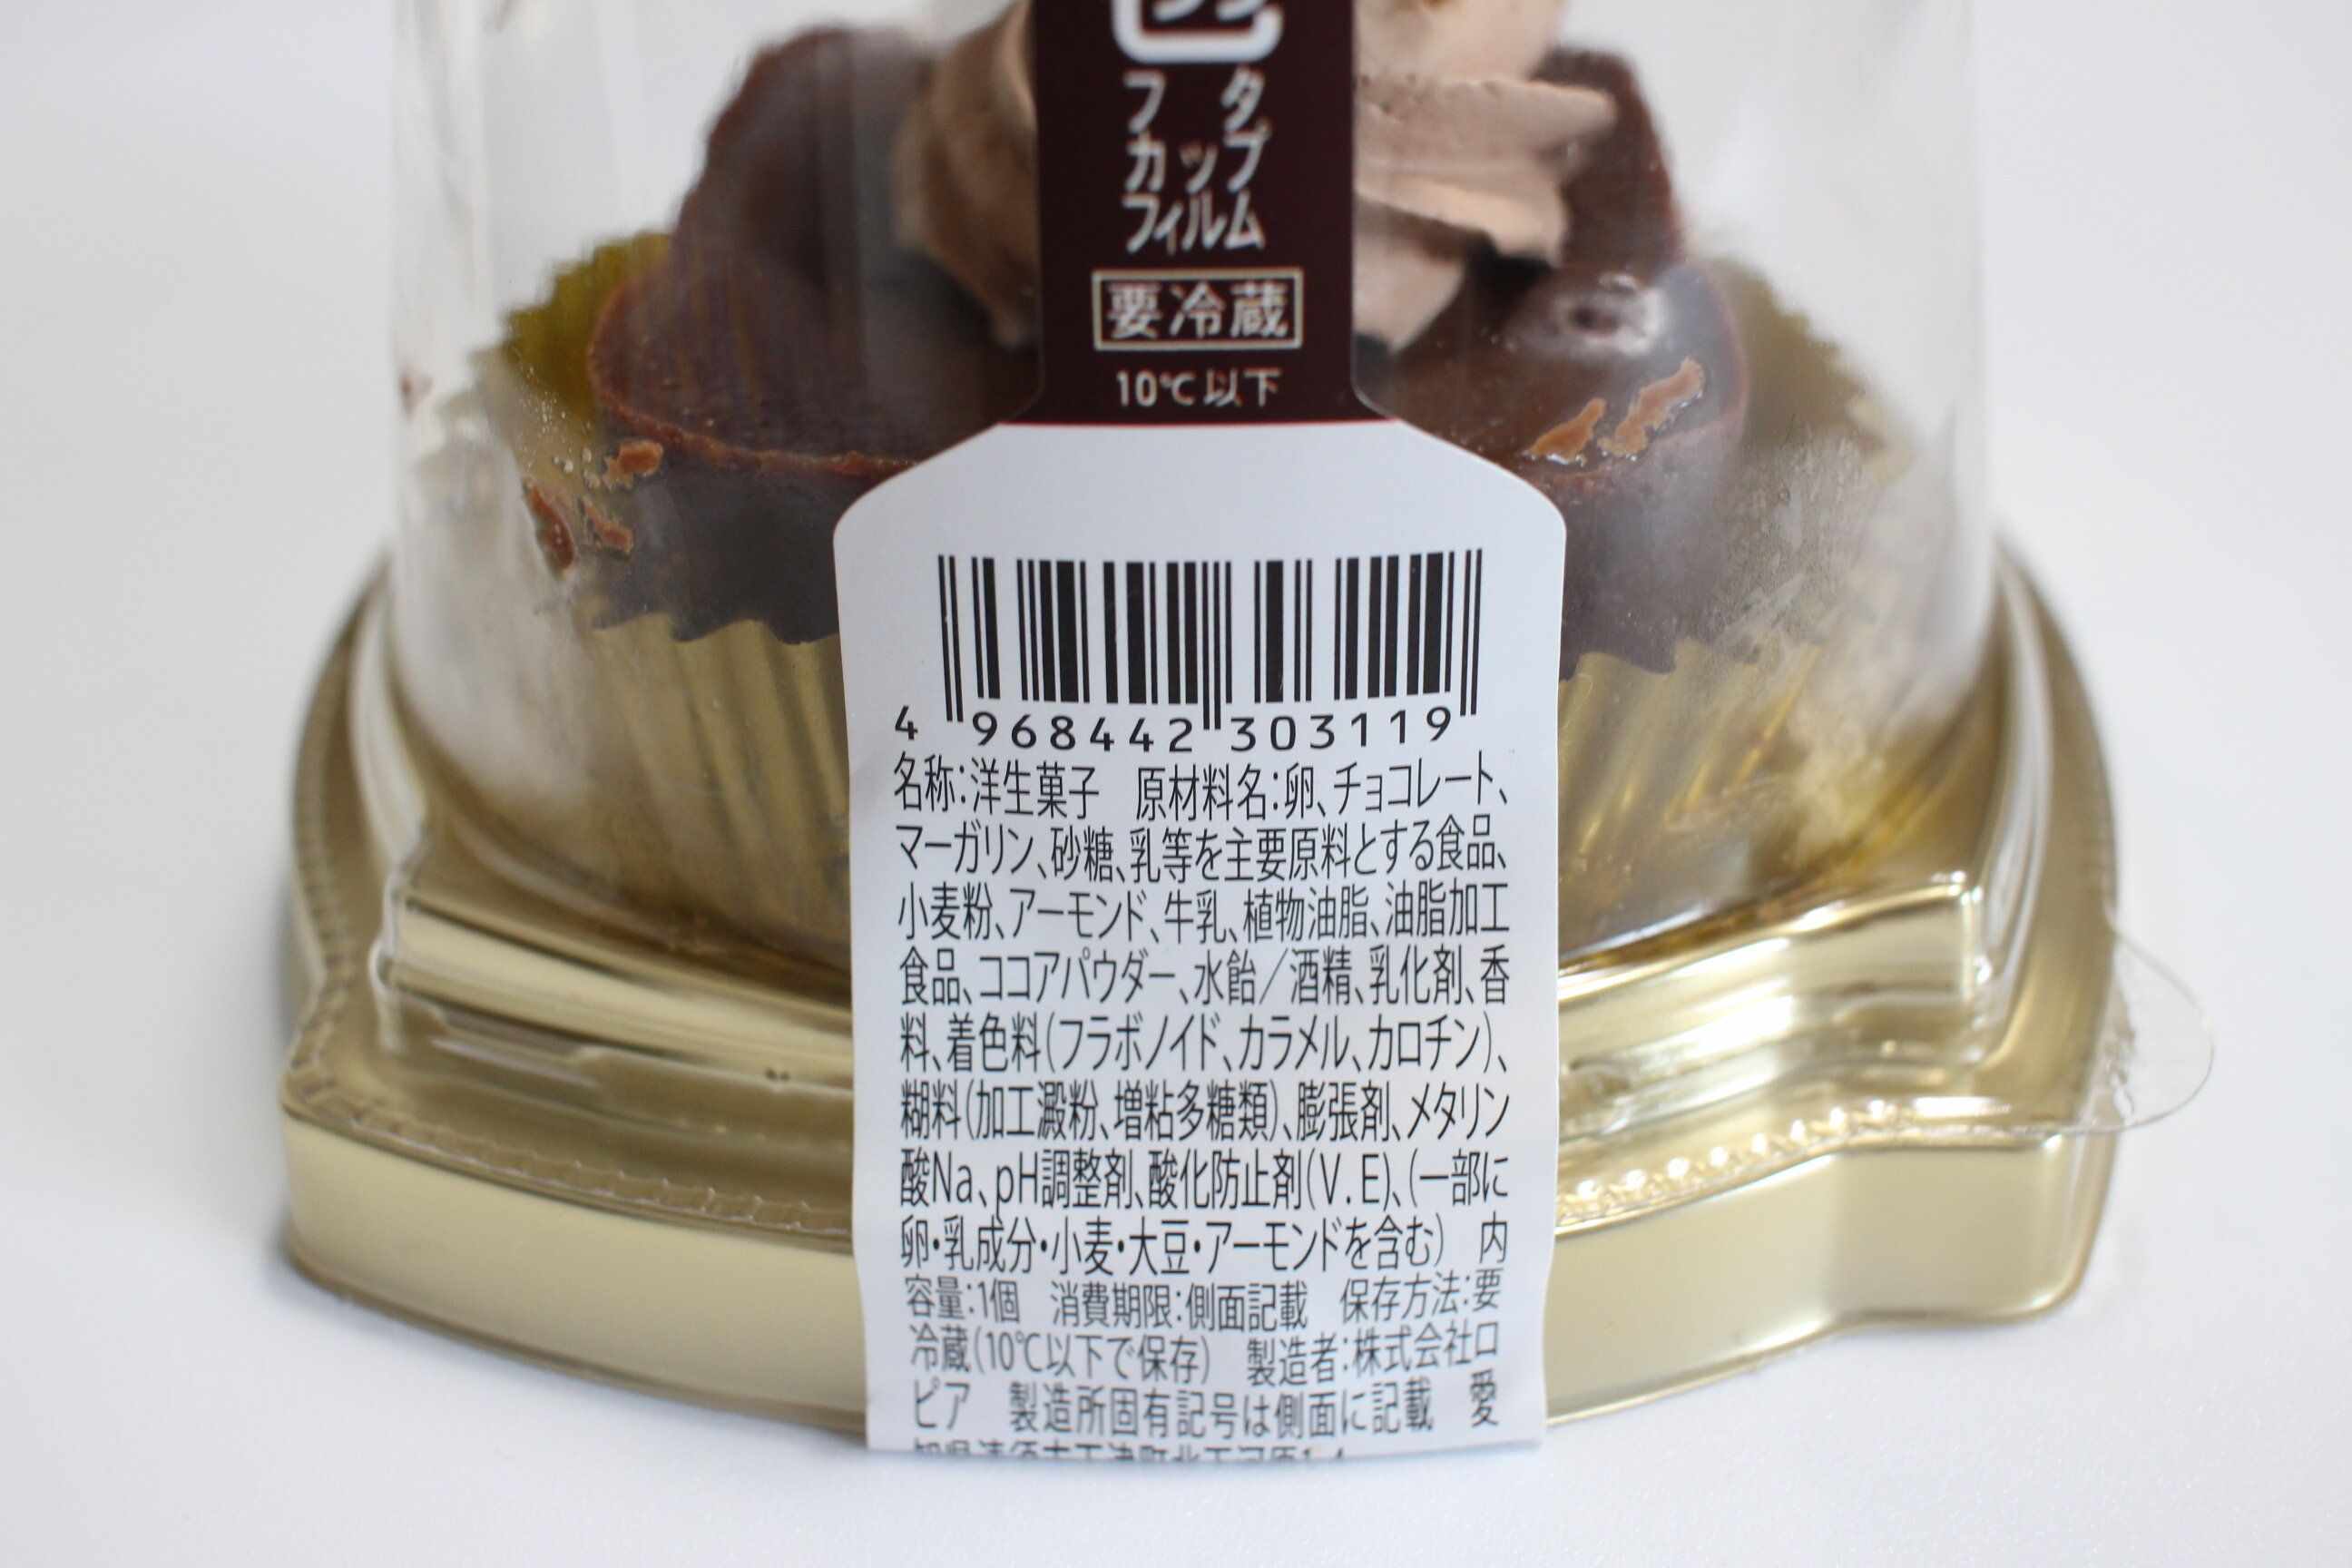 フタ
カップ
フィルム
要冷蔵
10℃以下
4 968442 303119
名称:洋生菓子 原材料名:卵、チョコレート、
マーガリン、砂糖、乳等を主要原料とする食品、
小麦粉、アーモンド、牛乳、植物油脂、油脂加工
食品、ココアパウダー、水飴/酒精、乳化剤、香
料、着色料(フラボノイド、カラメル、カロチン)、
糊料(加工澱粉、増粘多糖類)、膨張剤、メタリン
酸Na、pH調整剤、酸化防止剤(V.E)、(一部に
卵・乳成分・小麦・大豆・アーモンドを含む) 内
容量:1個 消費期限:側面記載 保存方法:要
冷蔵(10℃以下で保存) 製造者:株式会社ロ
ピア 製造所固有記号は側面に記載 愛